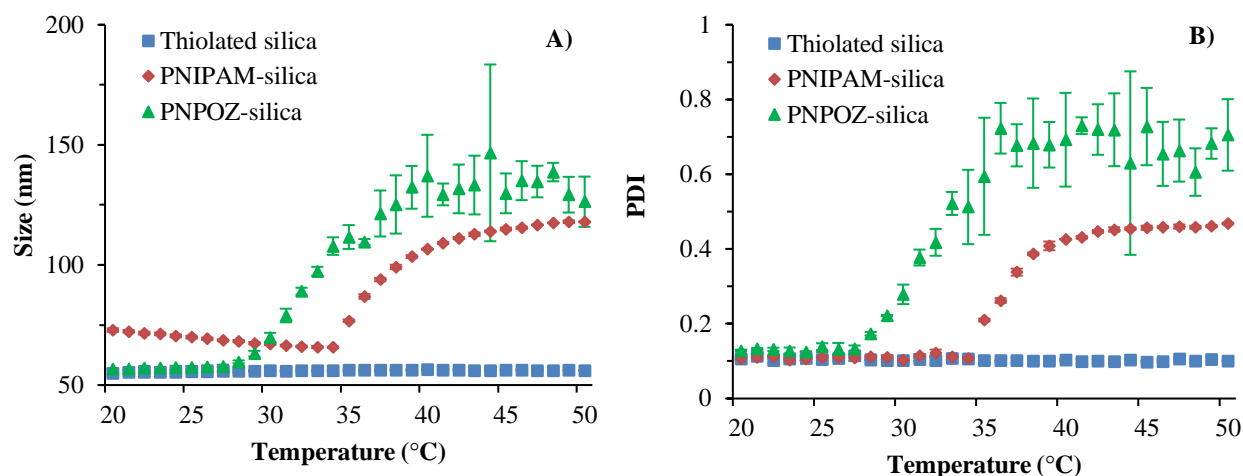 A)
Thiolated silica
PNIPAM-silica
PNPOZ-silica
Size (nm)
200
150
100
50
20 25 30 35 40 45 50
Temperature (°C)
B)
Thiolated silica
PNIPAM-silica
PNPOZ-silica
PDI
1
0.8
0.6
0.4
0.2
0
20 25 30 35 40 45 50
Temperature (°C)